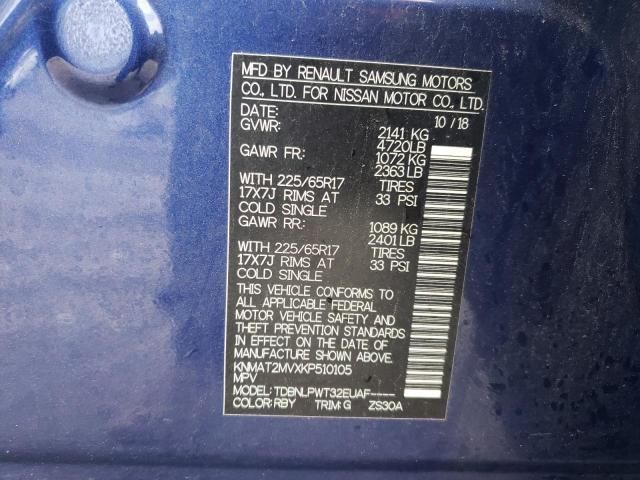 MFD BY RENAULT SAMSUNG MOTORS
CO., LTD. FOR NISSAN MOTOR CO., LTD.
DATE: 10 / 18
GVWR: 2141 KG
4720LB
GAWR FR: 1072 KG
2363 LB
WITH 225/65R17 TIRES
17X7J RIMS AT 33 PSI
COLD SINGLE
GAWR RR: 1089 KG
2401 LB
WITH 225/65R17 TIRES
17X7J RIMS AT 33 PSI
COLD SINGLE
THIS VEHICLE CONFORMS TO
ALL APPLICABLE FEDERAL
MOTOR VEHICLE SAFETY AND
THEFT PREVENTION STANDARDS
IN EFFECT ON THE DATE OF
MANUFACTURE SHOWN ABOVE.
KNMAT2MVXKP510105
MPV
MODEL: TDBNLPWT32EUAF----
COLOR: RBY TRIM: G ZS30A